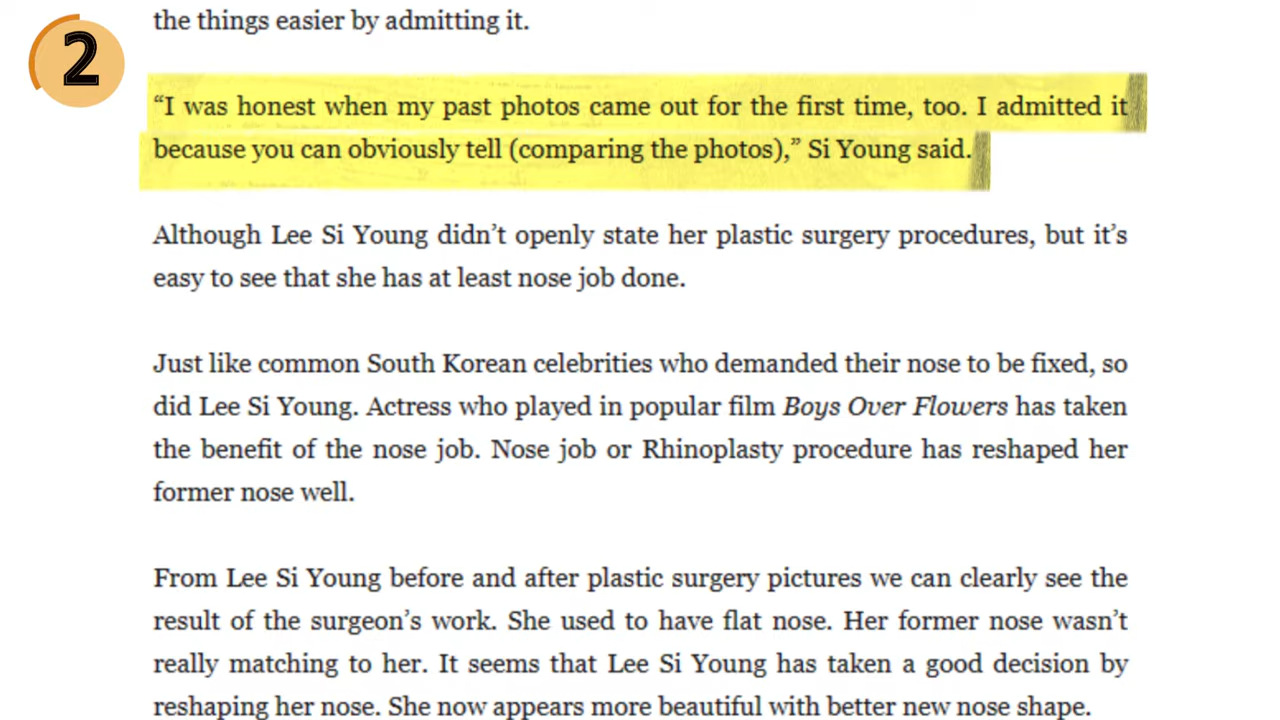 2
the things easier by admitting it.
“I was honest when my past photos came out for the first time, too. I admitted it
because you can obviously tell (comparing the photos),” Si Young said.
Although Lee Si Young didn’t openly state her plastic surgery procedures, but it’s
easy to see that she has at least nose job done.
Just like common South Korean celebrities who demanded their nose to be fixed, so
did Lee Si Young. Actress who played in popular film Boys Over Flowers has taken
the benefit of the nose job. Nose job or Rhinoplasty procedure has reshaped her
former nose well.
From Lee Si Young before and after plastic surgery pictures we can clearly see the
result of the surgeon’s work. She used to have flat nose. Her former nose wasn’t
really matching to her. It seems that Lee Si Young has taken a good decision by
reshaping her nose. She now appears more beautiful with better new nose shape.